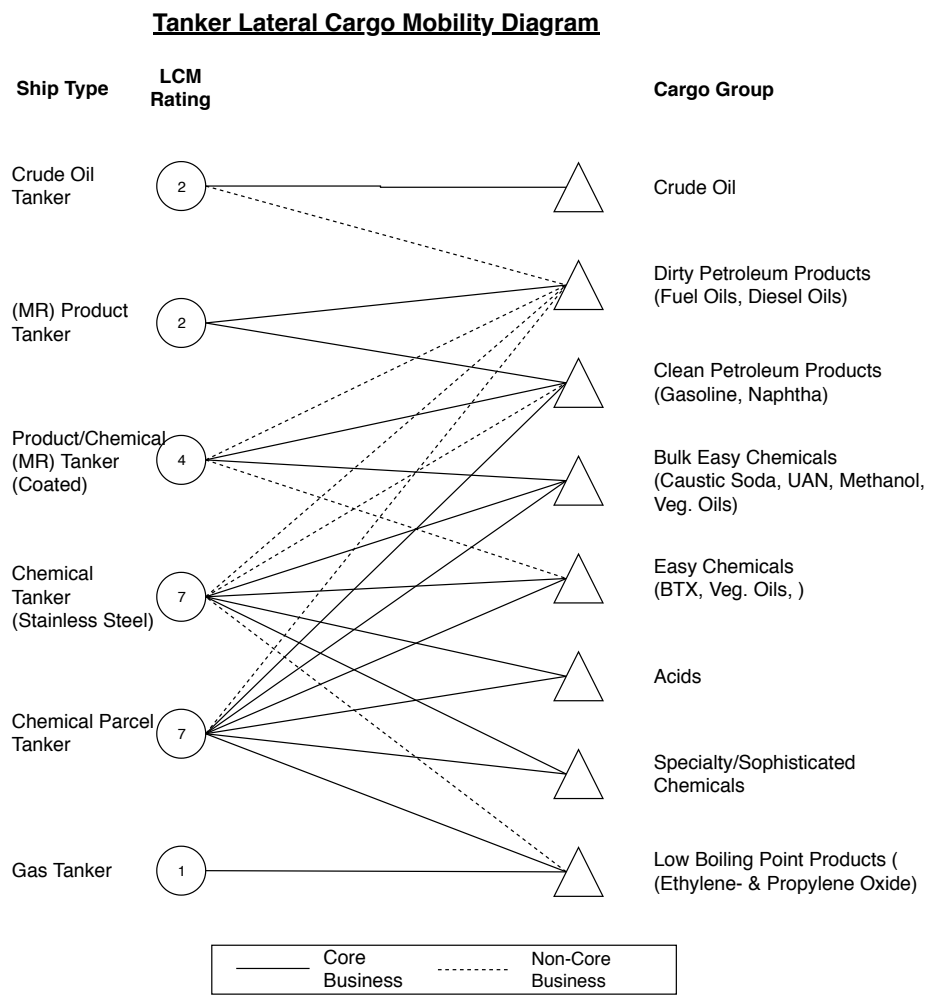 Tanker Lateral Cargo Mobility Diagram
Ship Type
LCM
Rating
Cargo Group
Crude Oil
Tanker
2
Crude Oil
(MR) Product
Tanker
2
Dirty Petroleum Products
(Fuel Oils, Diesel Oils)
Clean Petroleum Products
(Gasoline, Naphtha)
Product/Chemical
(MR) Tanker
(Coated)
4
Bulk Easy Chemicals
(Caustic Soda, UAN, Methanol,
Veg. Oils)
Chemical
Tanker
(Stainless Steel)
7
Easy Chemicals
(BTX, Veg. Oils, )
Acids
Chemical Parcel
Tanker
7
Specialty/Sophisticated
Chemicals
Gas Tanker
1
Low Boiling Point Products (
(Ethylene- & Propylene Oxide)
Core
Business
Non-Core
Business